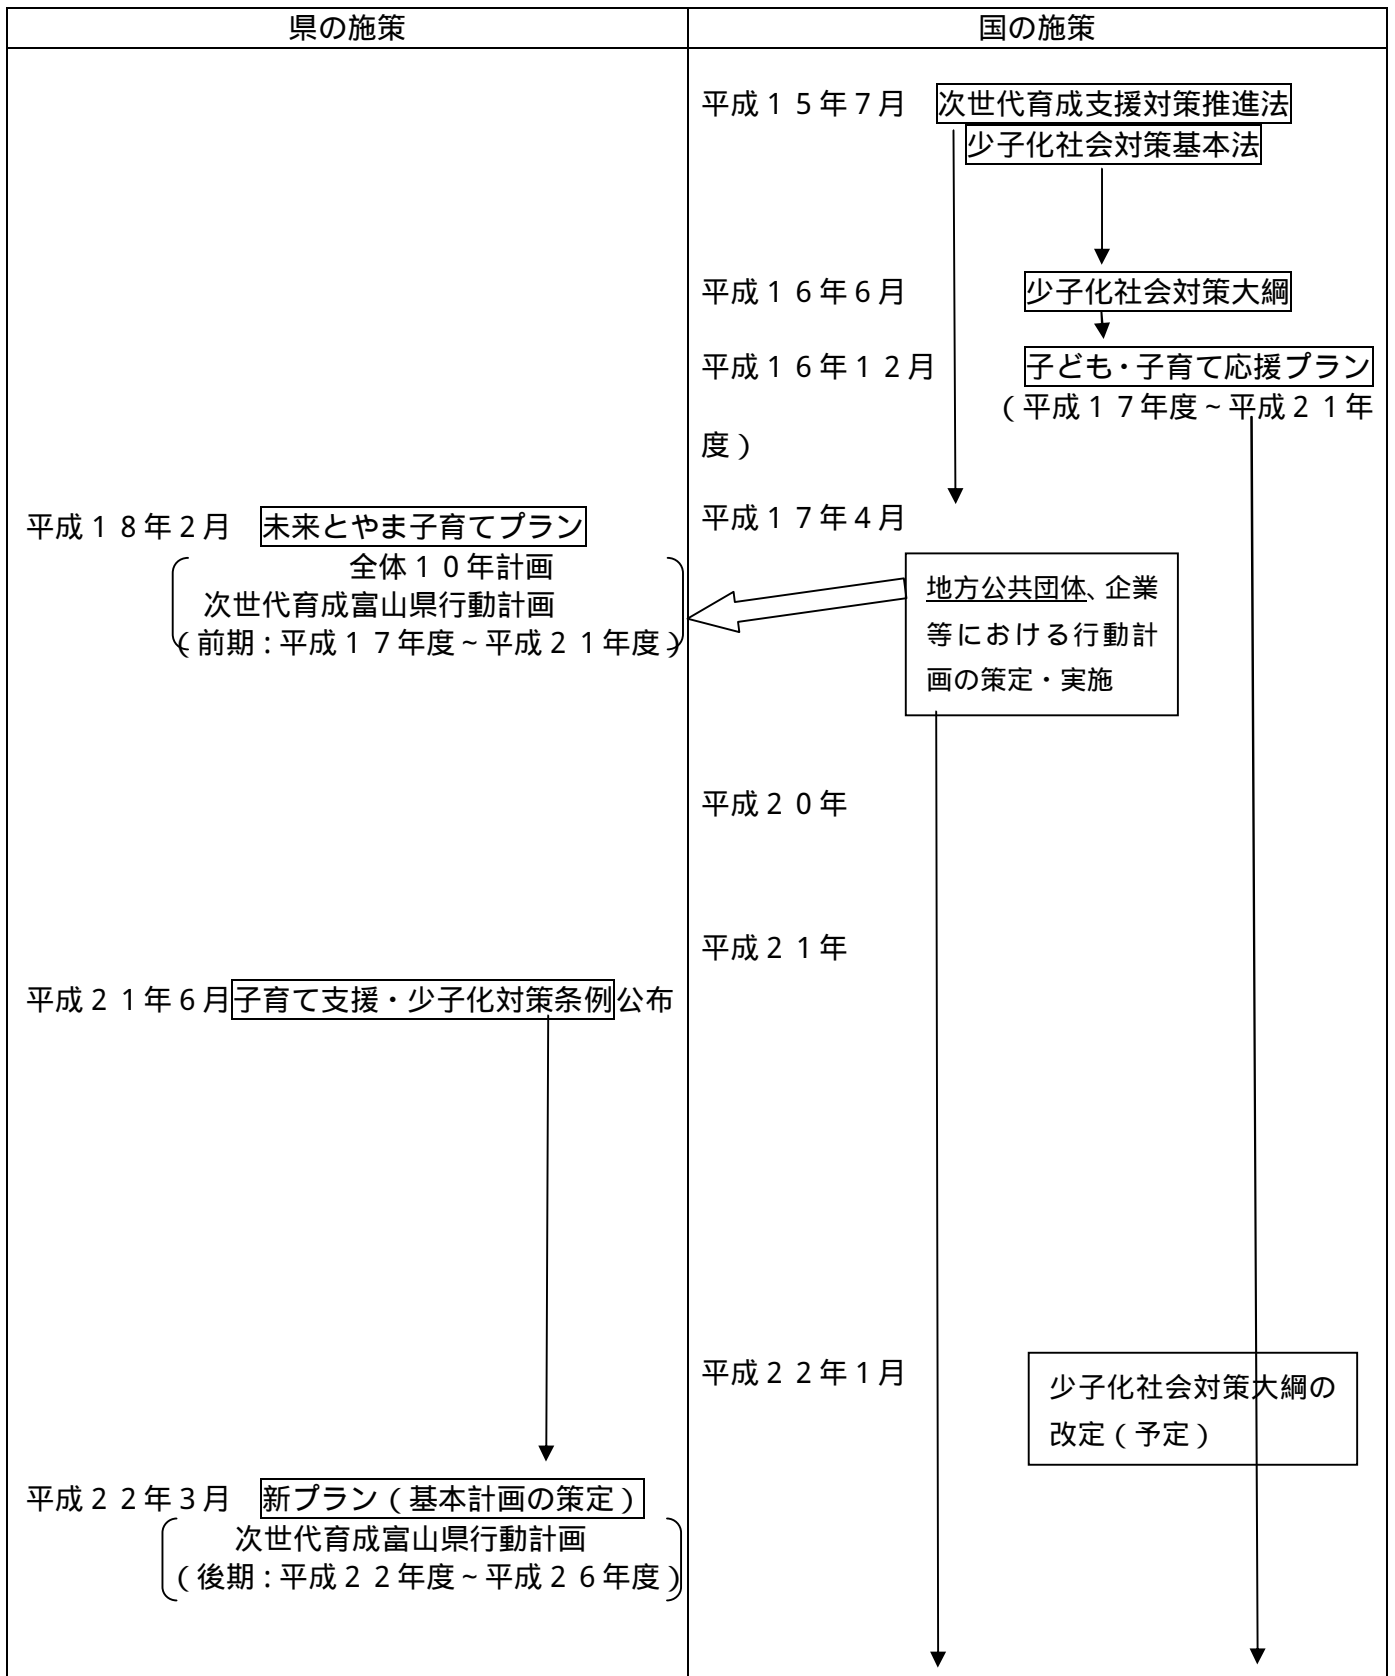 県の施策
国の施策
平成15年7月 次世代育成支援対策推進法
少子化社会対策基本法
平成16年6月 少子化社会対策大綱
平成16年12月 子ども・子育て応援プラン
(平成17年度~平成21年
度)
平成17年4月
平成18年2月 未来とやま子育てプラン
全体10年計画
次世代育成富山県行動計画
(前期:平成17年度~平成21年度)
地方公共団体、企業
等における行動計
画の策定・実施
平成20年
平成21年
平成21年6月子育て支援・少子化対策条例公布
平成22年1月
少子化社会対策大綱の
改定(予定)
平成22年3月 新プラン(基本計画の策定)
次世代育成富山県行動計画
(後期:平成22年度~平成26年度)